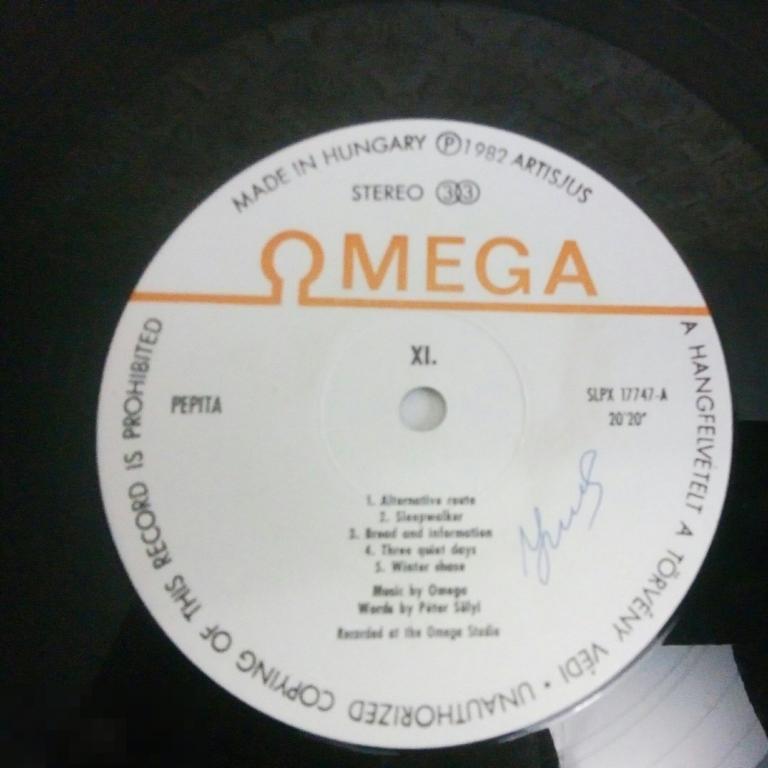 MADE IN HUNGARY Ⓟ1982 ARTISJUS
STEREO 33
ΩMEGA
XI.
PEPITA
SLPX 17747-A
20'20"
1. Alternative route
2. Sleepwalker
3. Bread and information
4. Three quiet days
5. Winter chase
Music by Omega
Words by Péter Sülyi
Recorded at the Omega Studio
A HANGFELVÉTELT A TÖRVÉNY VÉDI • UNAUTHORIZED COPYING OF THIS RECORD IS PROHIBITED